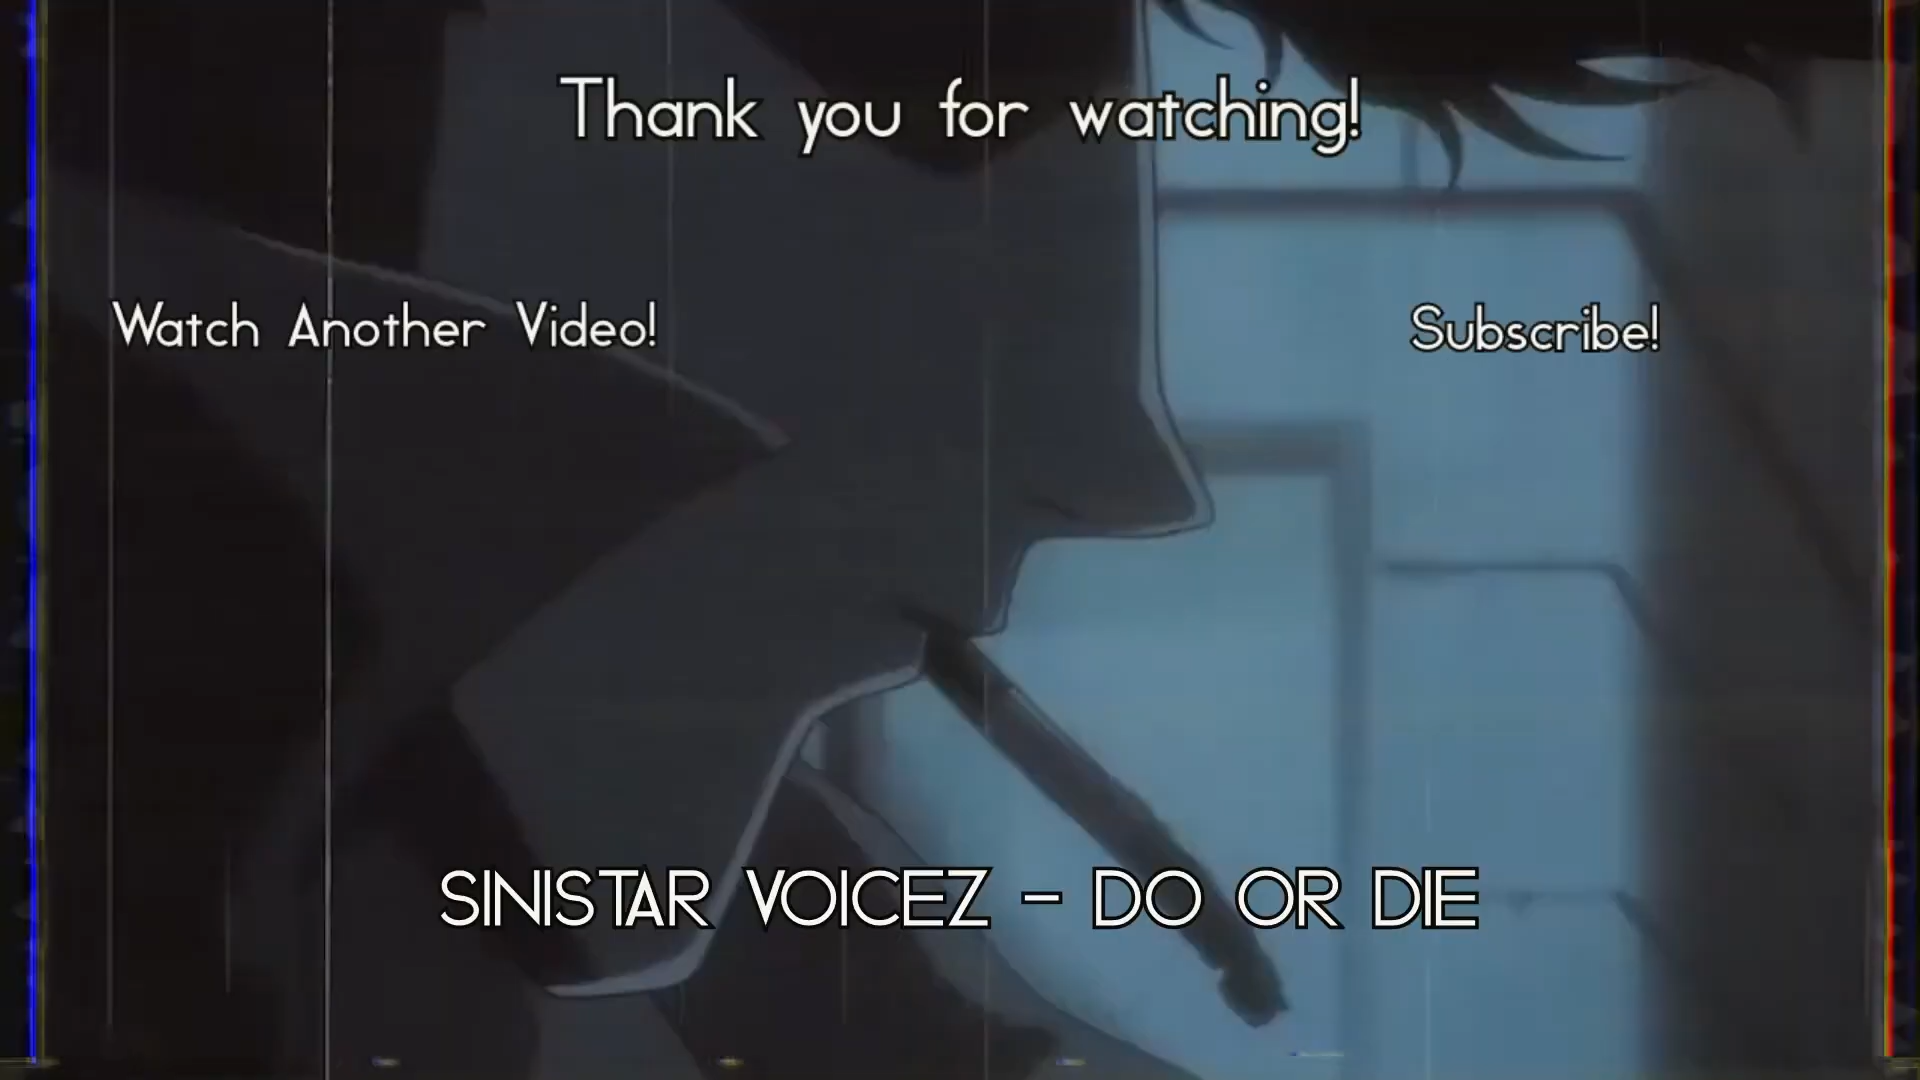 Thank you for watching!
Watch Another Video!
Subscribe!
SINISTAR VOICEZ - DO OR DIE